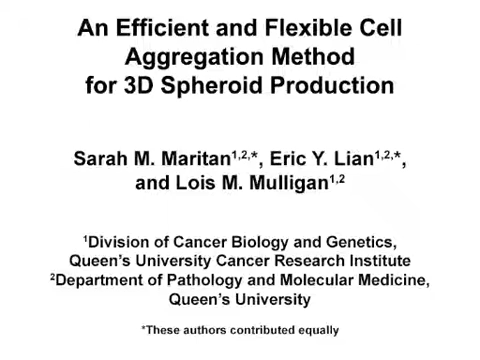 An Efficient and Flexible Cell
Aggregation Method
for 3D Spheroid Production
Sarah M. Maritan¹,²,*, Eric Y. Lian¹,²,*,
and Lois M. Mulligan¹,²
¹Division of Cancer Biology and Genetics,
Queen's University Cancer Research Institute
²Department of Pathology and Molecular Medicine,
Queen's University
*These authors contributed equally